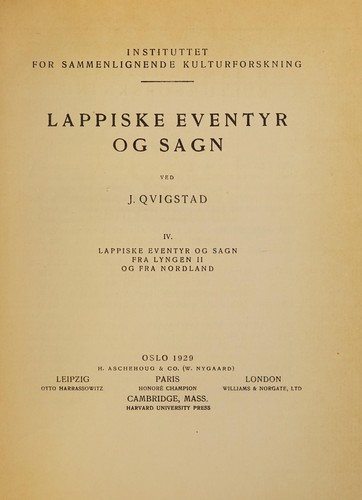 INSTITUTTET
FOR SAMMENLIGNENDE KULTURFORSKNING
LAPPISKE EVENTYR
OG SAGN
VED
J. QVIGSTAD
IV.
LAPPISKE EVENTYR OG SAGN
FRA LYNGEN II
OG FRA NORDLAND
OSLO 1929
H. ASCHEHOUG & CO. (W. NYGAARD)
LEIPZIG PARIS LONDON
OTTO HARRASSOWITZ HONORÉ CHAMPION WILLIAMS & NORGATE, LTD
CAMBRIDGE, MASS.
HARVARD UNIVERSITY PRESS